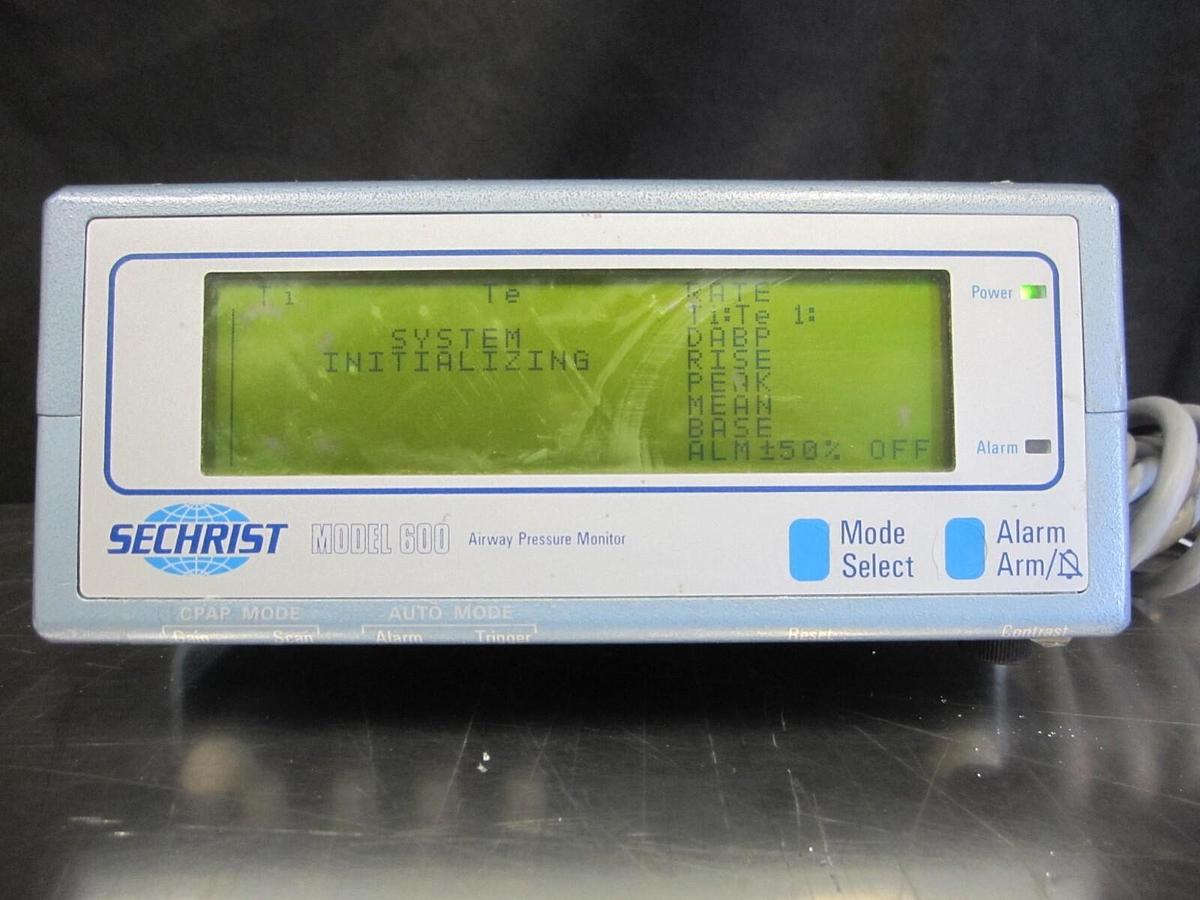 Ti Te RATE
Ti:Te 1:
SYSTEM DABP
INITIALIZING RISE
PEAK
MEAN
BASE
ALM±50% OFF
Power
Alarm
SECHRIST MODEL 600 Airway Pressure Monitor
Mode
Select
Alarm
Arm/
CPAP MODE AUTO MODE
Gain Scan Alarm Trigger Reset Contrast